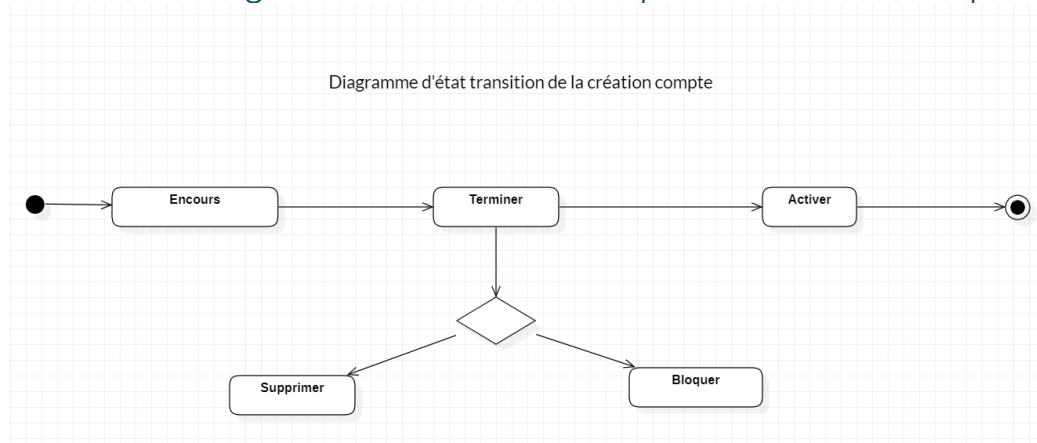 Diagramme d'état transition de la création compte
Encours
Terminer
Activer
Supprimer
Bloquer